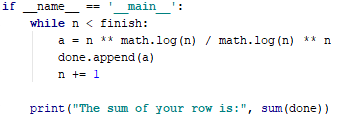 if __name__ == '__main__':
    while n < finish:
        a = n ** math.log(n) / math.log(n) ** n
        done.append(a)
        n += 1
    print("The sum of your row is:", sum(done))